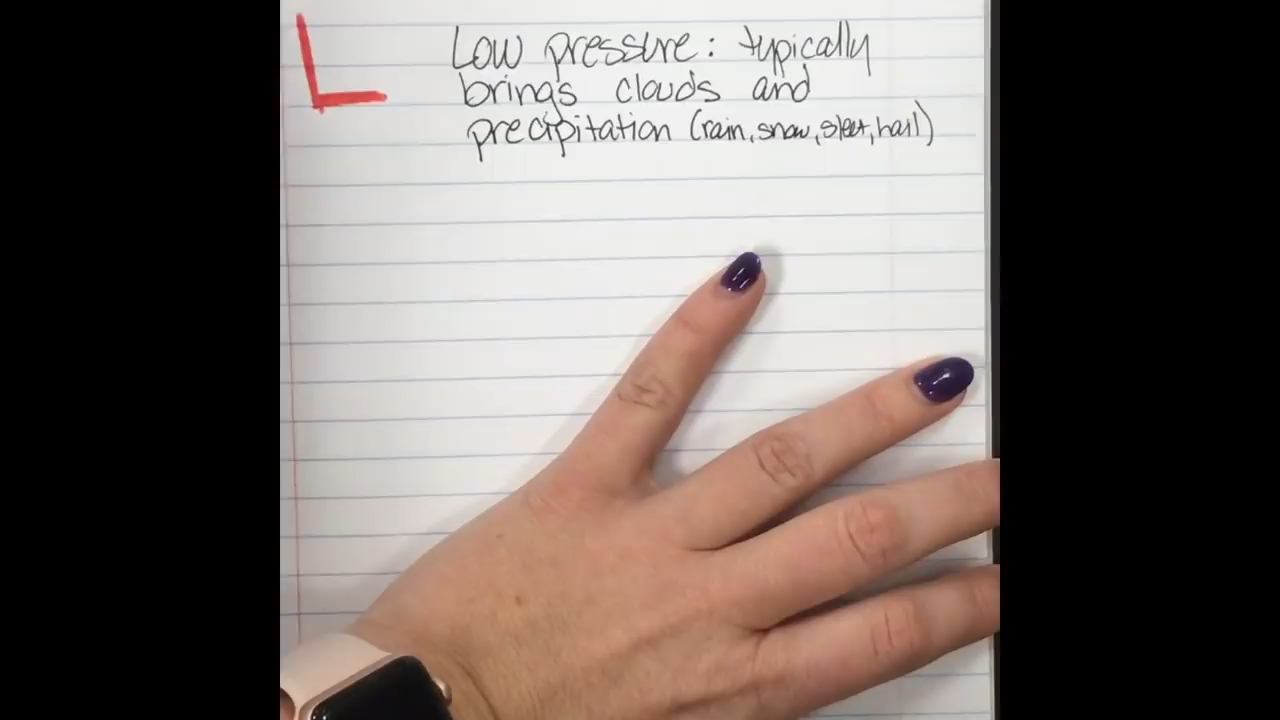 L
Low pressure: typically
brings clouds and
precipitation (rain, snow, sleet, hail)